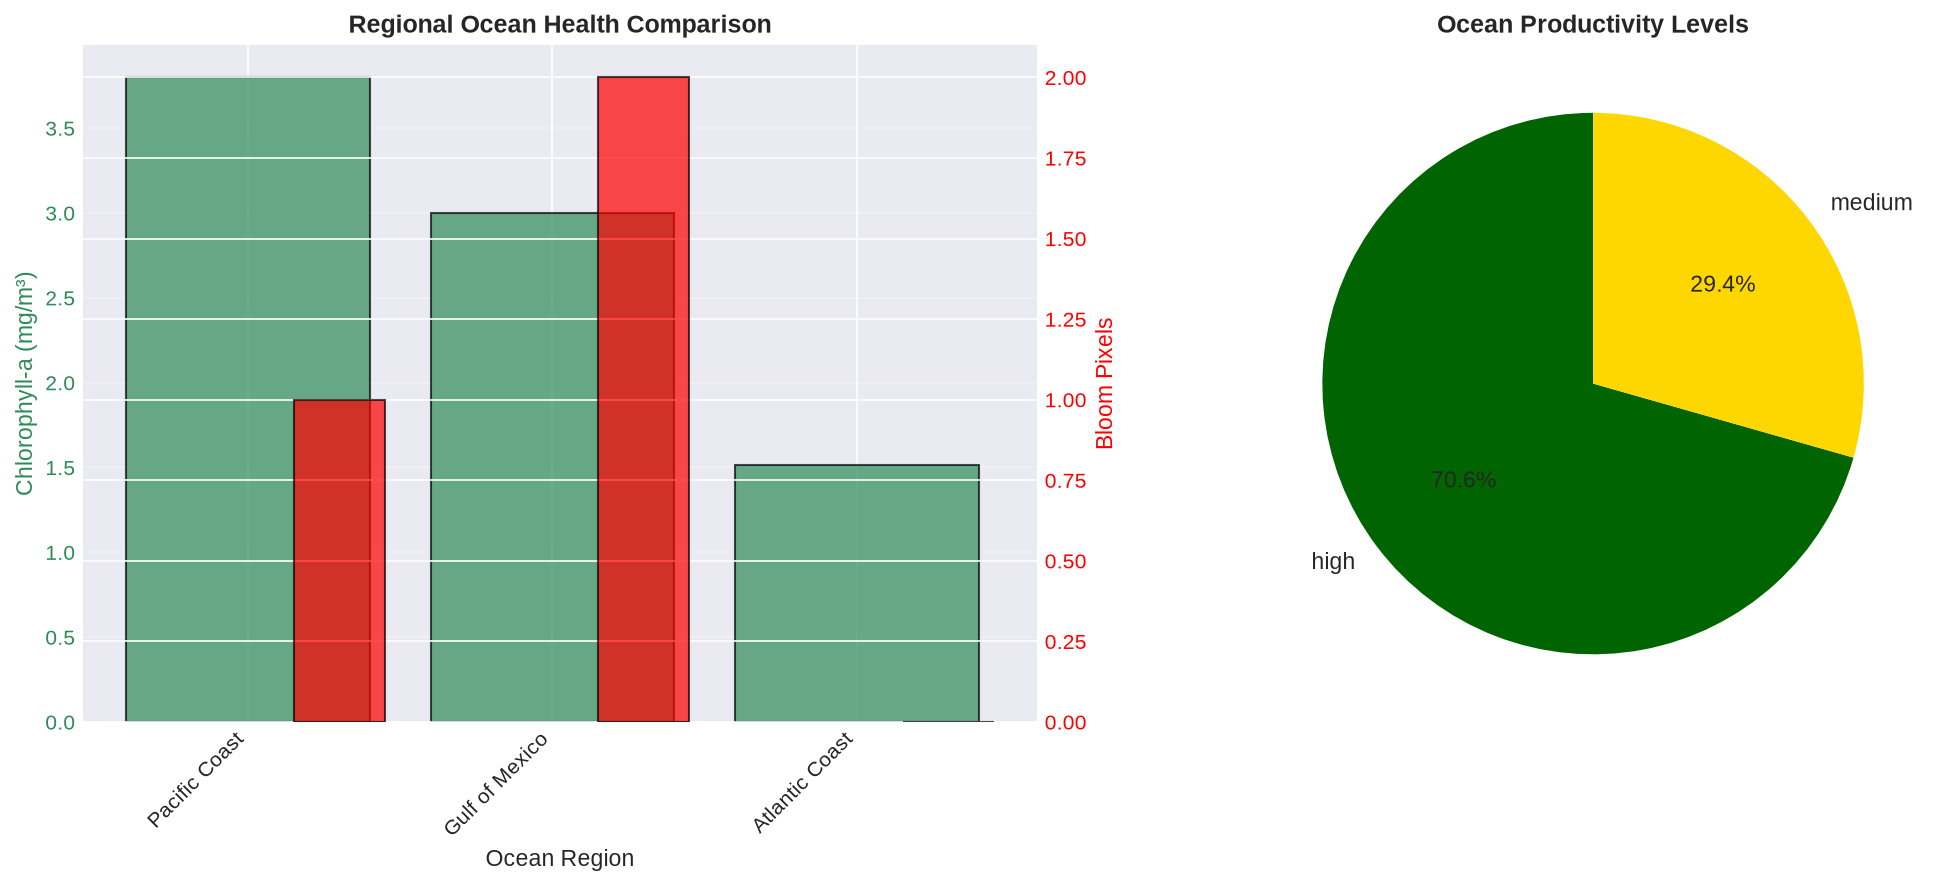 Regional Ocean Health Comparison
Chlorophyll-a (mg/m³)
3.5
3.0
2.5
2.0
1.5
1.0
0.5
0.0
2.00
1.75
1.50
1.25
1.00
0.75
0.50
0.25
0.00
Bloom Pixels
Pacific Coast
Gulf of Mexico
Atlantic Coast
Ocean Region
Ocean Productivity Levels
medium
29.4%
70.6%
high